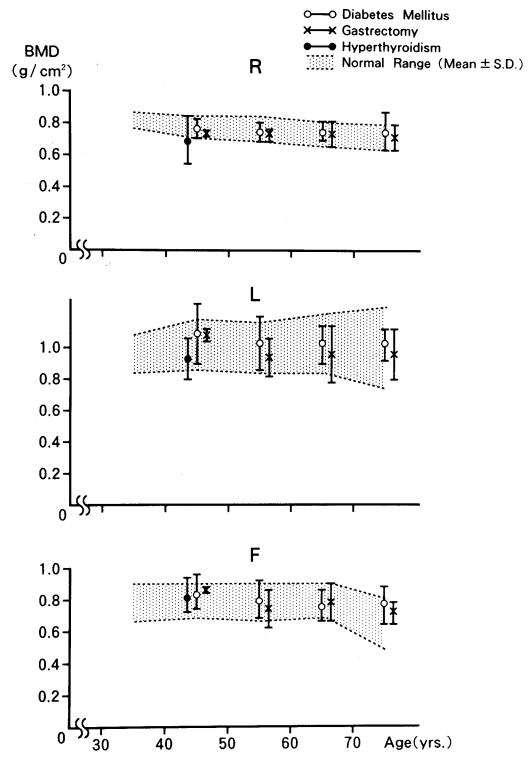 Diabetes Mellitus
Gastrectomy
Hyperthyroidism
Normal Range (Mean ± S.D.)
BMD
(g/cm²)
R
1.0
0.8
0.6
0.4
0.2
0
L
1.0
0.8
0.6
0.4
0.2
0
F
1.0
0.8
0.6
0.4
0.2
0
30 40 50 60 70 Age(yrs.)